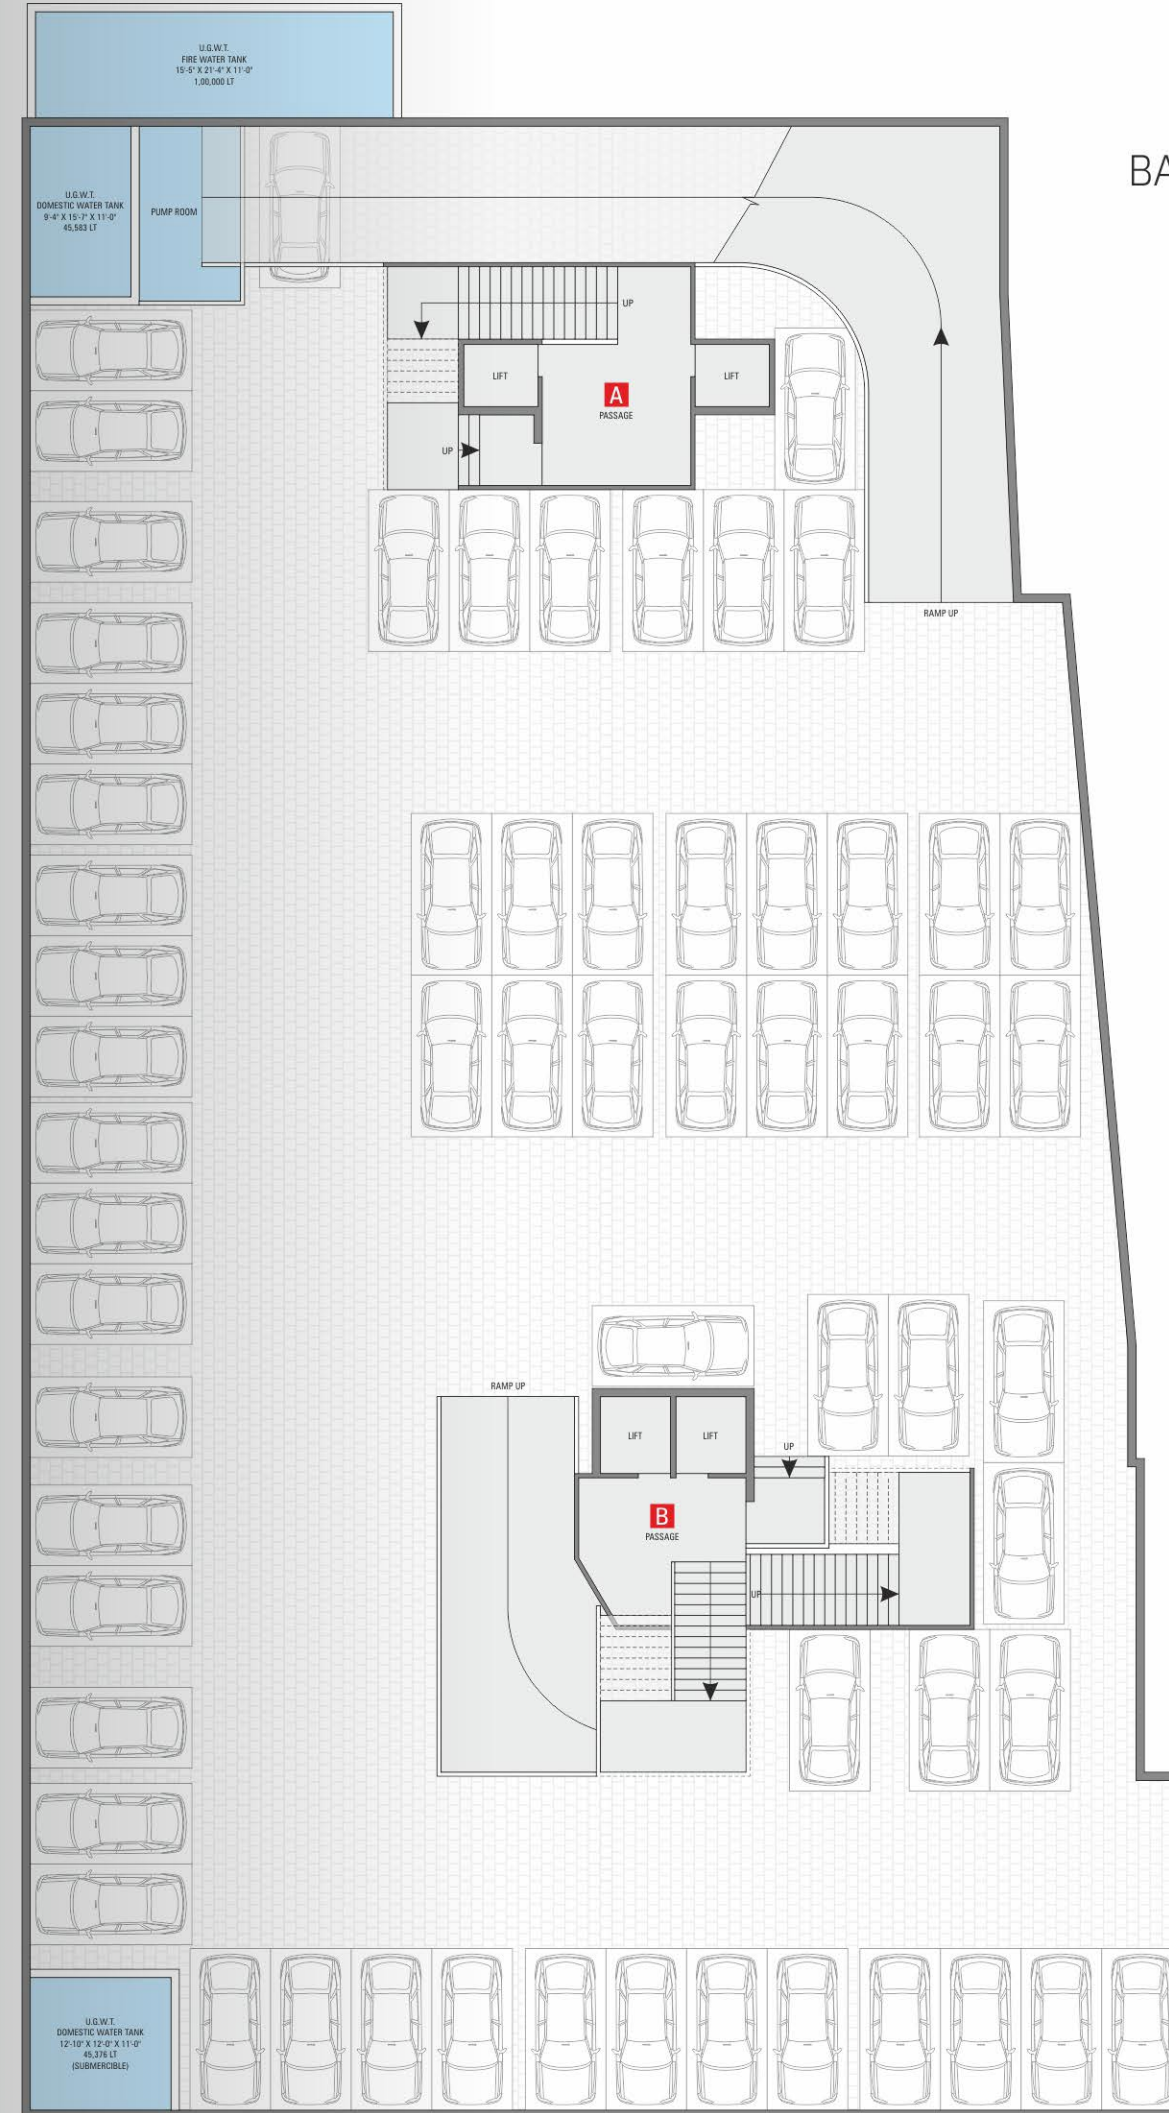 U.G.W.T.
FIRE WATER TANK
15'-5" X 21'-4" X 11'-0"
1,00,000 LT
BA
U.G.W.T.
DOMESTIC WATER TANK
9'-4" X 15'-7" X 11'-0"
45,583 LT
PUMP ROOM
UP
LIFT
A
PASSAGE
LIFT
UP
RAMP UP
RAMP UP
LIFT
LIFT
UP
B
PASSAGE
UP
U.G.W.T.
DOMESTIC WATER TANK
12'-10" X 12'-0" X 11'-0"
45,376 LT
(SUBMERCIBLE)